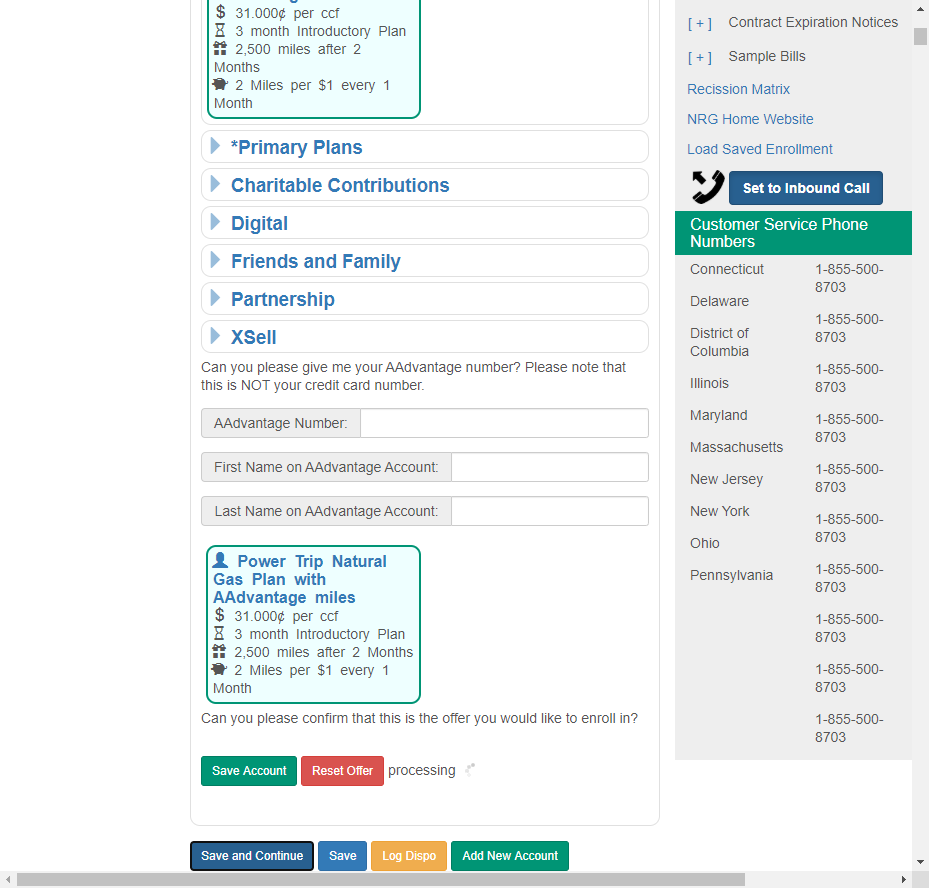 31.000¢ per ccf
3 month Introductory Plan
2,500 miles after 2
Months
2 Miles per $1 every 1
Month
*Primary Plans
Charitable Contributions
Digital
Friends and Family
Partnership
XSell
Can you please give me your AAdvantage number? Please note that
this is NOT your credit card number.
AAdvantage Number:
First Name on AAdvantage Account:
Last Name on AAdvantage Account:
Power Trip Natural
Gas Plan with
AAdvantage miles
31.000¢ per ccf
3 month Introductory Plan
2,500 miles after 2 Months
2 Miles per $1 every 1
Month
Can you please confirm that this is the offer you would like to enroll in?
Save Account Reset Offer processing
Save and Continue Save Log Dispo Add New Account
[+] Contract Expiration Notices
[+] Sample Bills
Recission Matrix
NRG Home Website
Load Saved Enrollment
Set to Inbound Call
Customer Service Phone
Numbers
Connecticut
Delaware
District of
Columbia
Illinois
Maryland
Massachusetts
New Jersey
New York
Ohio
Pennsylvania
1-855-500-
8703
1-855-500-
8703
1-855-500-
8703
1-855-500-
8703
1-855-500-
8703
1-855-500-
8703
1-855-500-
8703
1-855-500-
8703
1-855-500-
8703
1-855-500-
8703